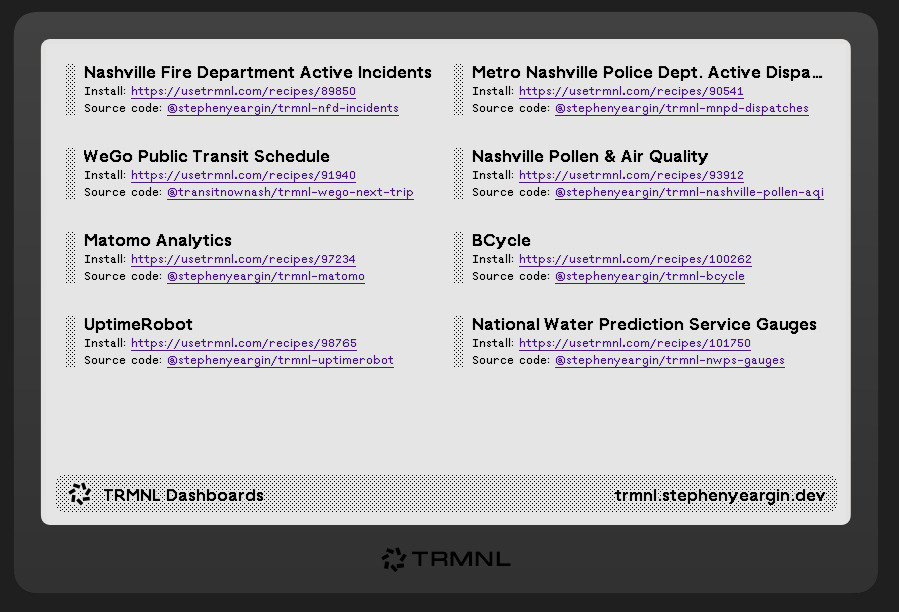 Nashville Fire Department Active Incidents
Install: https://usetrmnl.com/recipes/89850
Source code: @stephenyeargin/trmnl-nfd-incidents
Metro Nashville Police Dept. Active Dispa…
Install: https://usetrmnl.com/recipes/90541
Source code: @stephenyeargin/trmnl-mnpd-dispatches
WeGo Public Transit Schedule
Install: https://usetrmnl.com/recipes/91940
Source code: @transitnownash/trmnl-wego-next-trip
Nashville Pollen & Air Quality
Install: https://usetrmnl.com/recipes/93912
Source code: @stephenyeargin/trmnl-nashville-pollen-aqi
Matomo Analytics
Install: https://usetrmnl.com/recipes/97234
Source code: @stephenyeargin/trmnl-matomo
BCycle
Install: https://usetrmnl.com/recipes/100262
Source code: @stephenyeargin/trmnl-bcycle
UptimeRobot
Install: https://usetrmnl.com/recipes/98765
Source code: @stephenyeargin/trmnl-uptimerobot
National Water Prediction Service Gauges
Install: https://usetrmnl.com/recipes/101750
Source code: @stephenyeargin/trmnl-nwps-gauges
TRMNL Dashboards
trmnl.stephenyeargin.dev
TRMNL